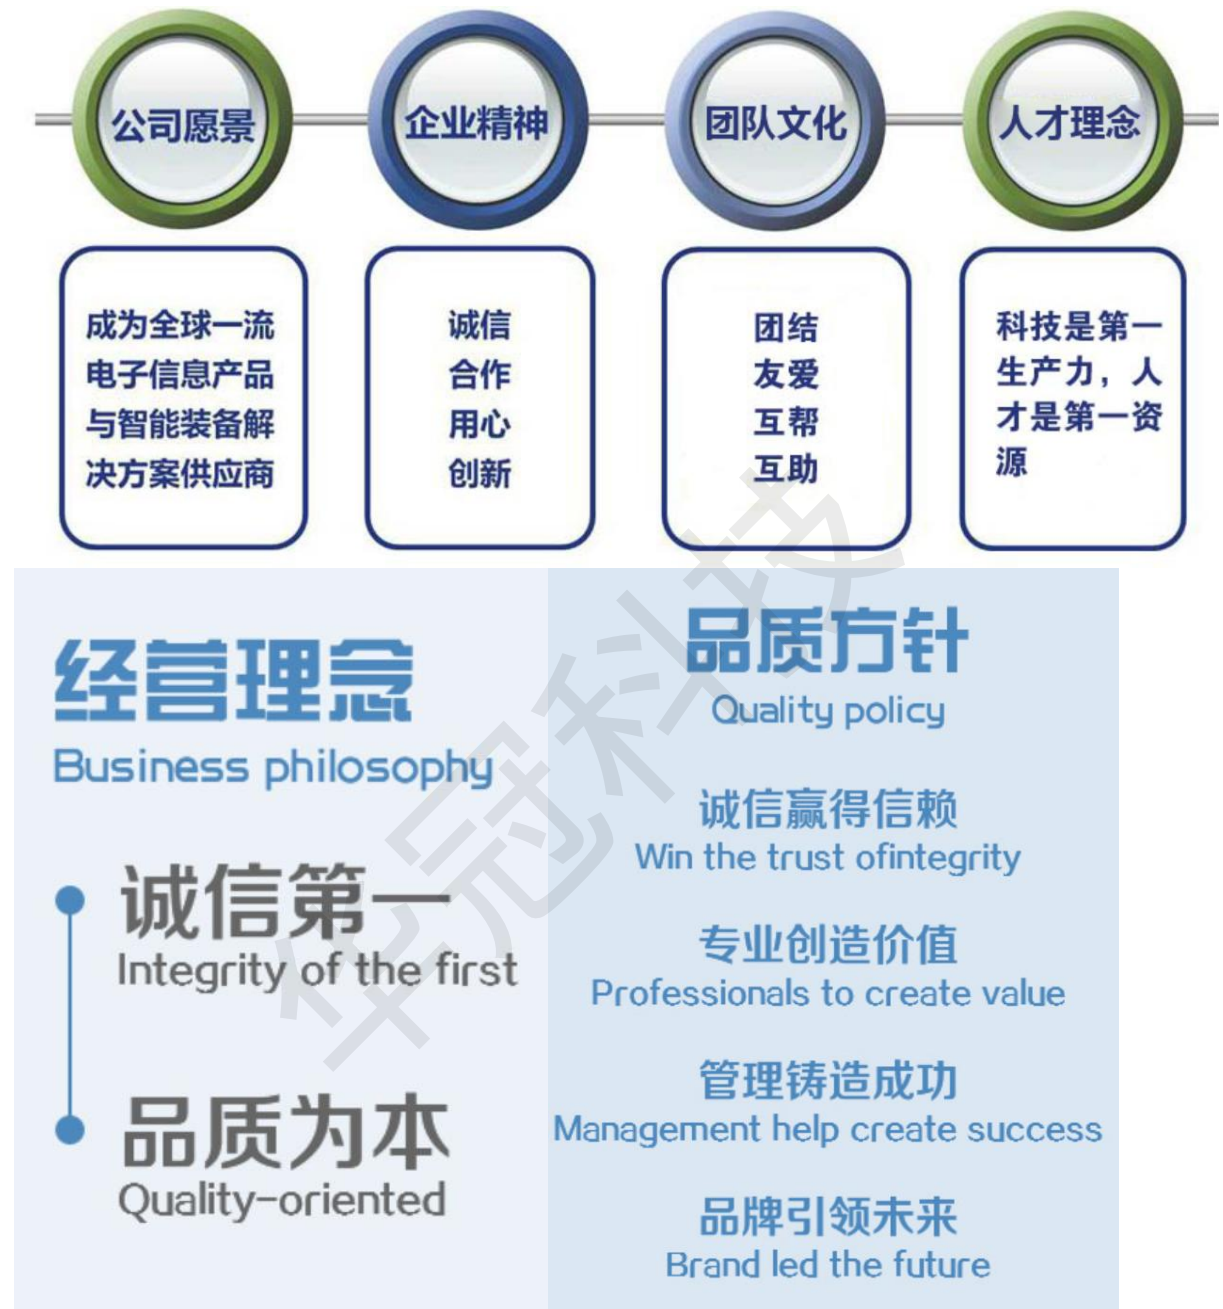 公司愿景
企业精神
团队文化
人才理念
成为全球一流
电子信息产品
与智能装备解
决方案供应商
诚信
合作
用心
创新
团结
友爱
互帮
互助
科技是第一
生产力，人
才是第一资
源
经营理念
Business philosophy
诚信第一
Integrity of the first
品质为本
Quality-oriented
品质方针
Quality policy
诚信赢得信赖
Win the trust ofintegrity
专业创造价值
Professionals to create value
管理铸造成功
Management help create success
品牌引领未来
Brand led the future
华冠科技